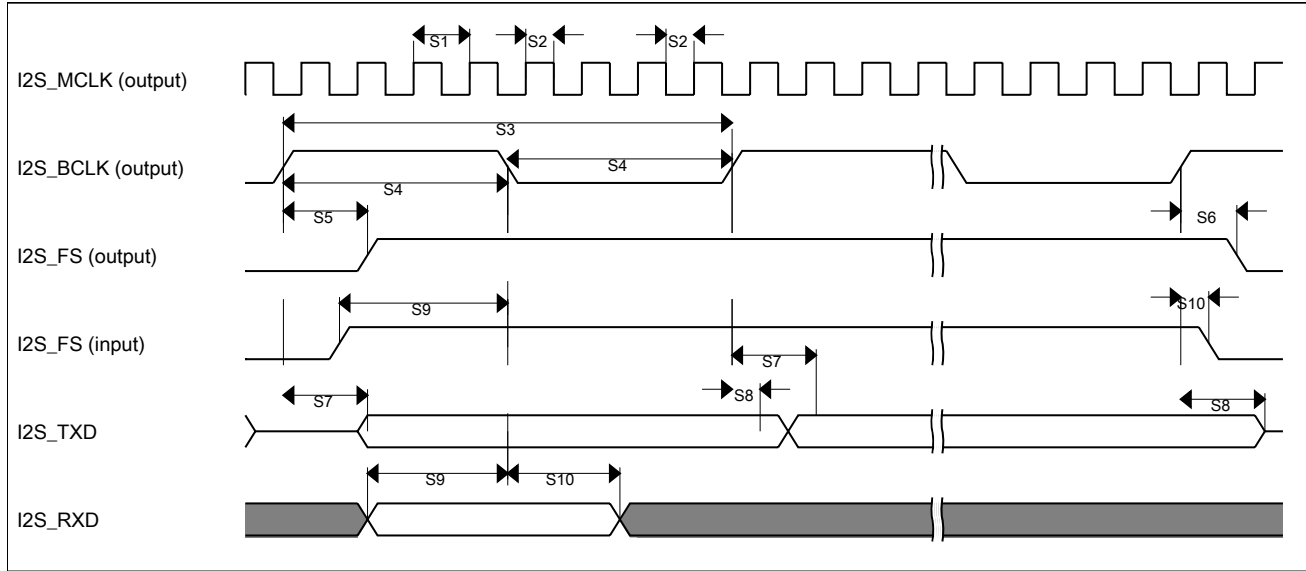 S1 S2 S2
I2S_MCLK (output)
S3
I2S_BCLK (output)
S4
S4
S5 S6
I2S_FS (output)
S9 S10
I2S_FS (input)
S7
S7 S8 S8
I2S_TXD
S9 S10
I2S_RXD